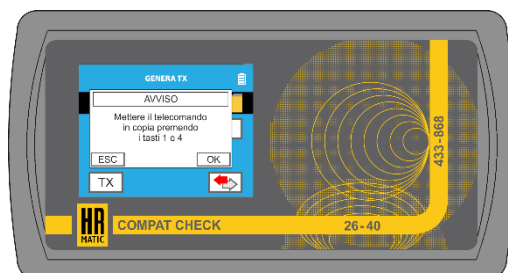 GENERA TX
AVVISO
Mettere il telecomando
in copia premendo
i tasti 1 e 4
ESC
OK
TX
433-868
HR
MATIC
COMPAT CHECK
26-40